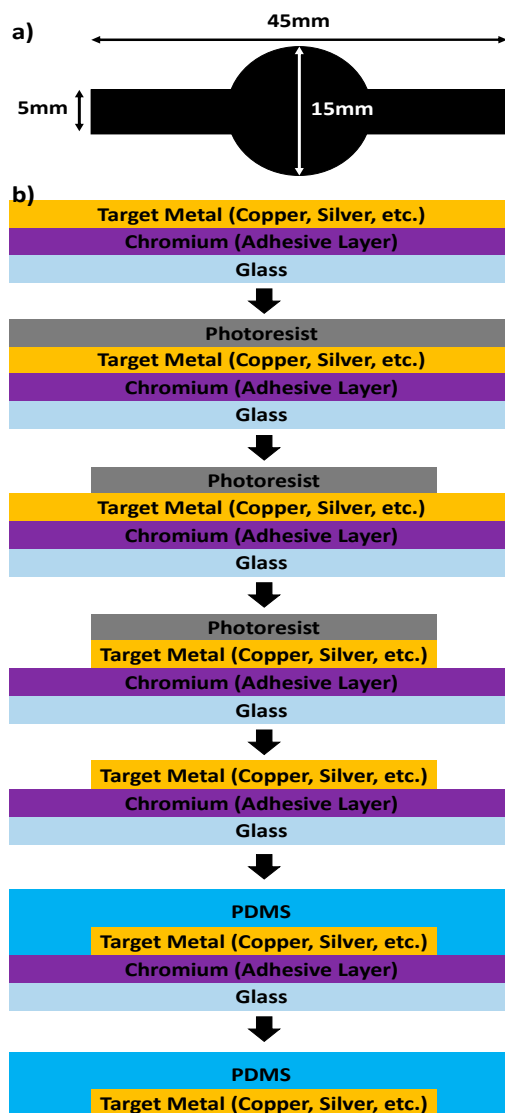 a)
45mm
5mm
15mm
b)
Target Metal (Copper, Silver, etc.)
Chromium (Adhesive Layer)
Glass
Photoresist
Target Metal (Copper, Silver, etc.)
Chromium (Adhesive Layer)
Glass
Photoresist
Target Metal (Copper, Silver, etc.)
Chromium (Adhesive Layer)
Glass
Photoresist
Target Metal (Copper, Silver, etc.)
Chromium (Adhesive Layer)
Glass
Target Metal (Copper, Silver, etc.)
Chromium (Adhesive Layer)
Glass
PDMS
Target Metal (Copper, Silver, etc.)
Chromium (Adhesive Layer)
Glass
PDMS
Target Metal (Copper, Silver, etc.)